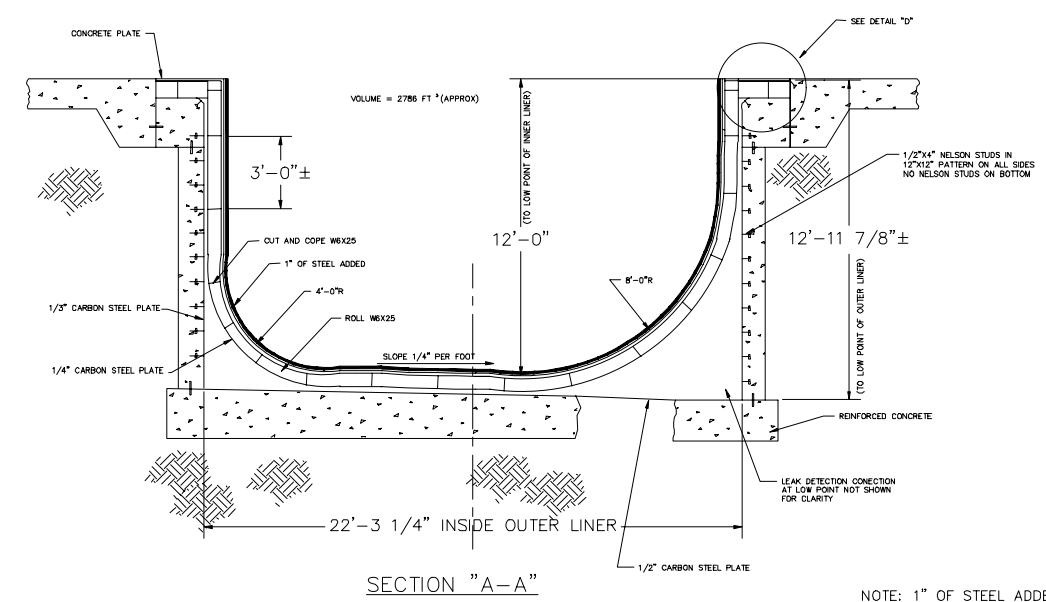 SEE DETAIL "D"
CONCRETE PLATE
VOLUME = 2786 FT ³ (APPROX)
(TO LOW POINT OF INNER LINER)
3'-0"±
1/2"X4" NELSON STUDS IN
12"X12" PATTERN ON ALL SIDES
NO NELSON STUDS ON BOTTOM
12'-0"
12'-11 7/8"±
CUT AND COPE W6X25
1" OF STEEL ADDED
4'-0"R
8'-0"R
1/3" CARBON STEEL PLATE
ROLL W6X25
(TO LOW POINT OF OUTER LINER)
SLOPE 1/4" PER FOOT
1/4" CARBON STEEL PLATE
REINFORCED CONCRETE
LEAK DETECTION CONECTION
AT LOW POINT NOT SHOWN
FOR CLARITY
22'-3 1/4" INSIDE OUTER LINER
1/2" CARBON STEEL PLATE
SECTION "A-A"
NOTE: 1" OF STEEL ADDE